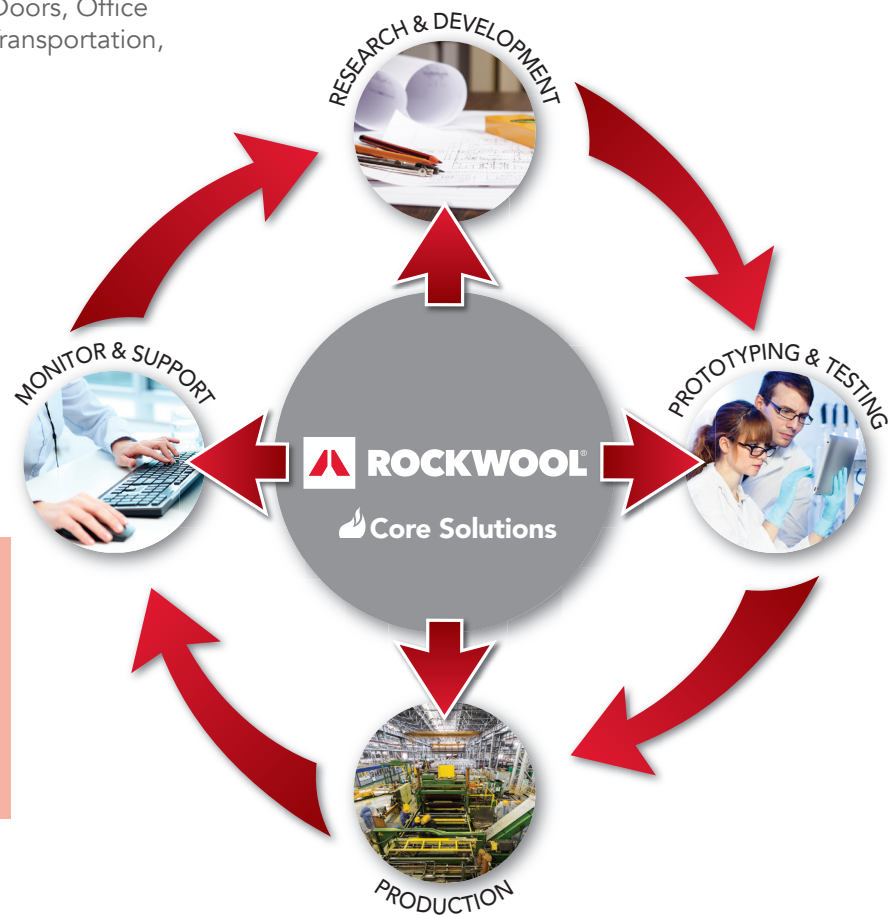 Doors, Office
ransportation,
RESEARCH & DEVELOPMENT
MONITOR & SUPPORT
PROTOTYPING & TESTING
ROCKWOOL®
Core Solutions
PRODUCTION